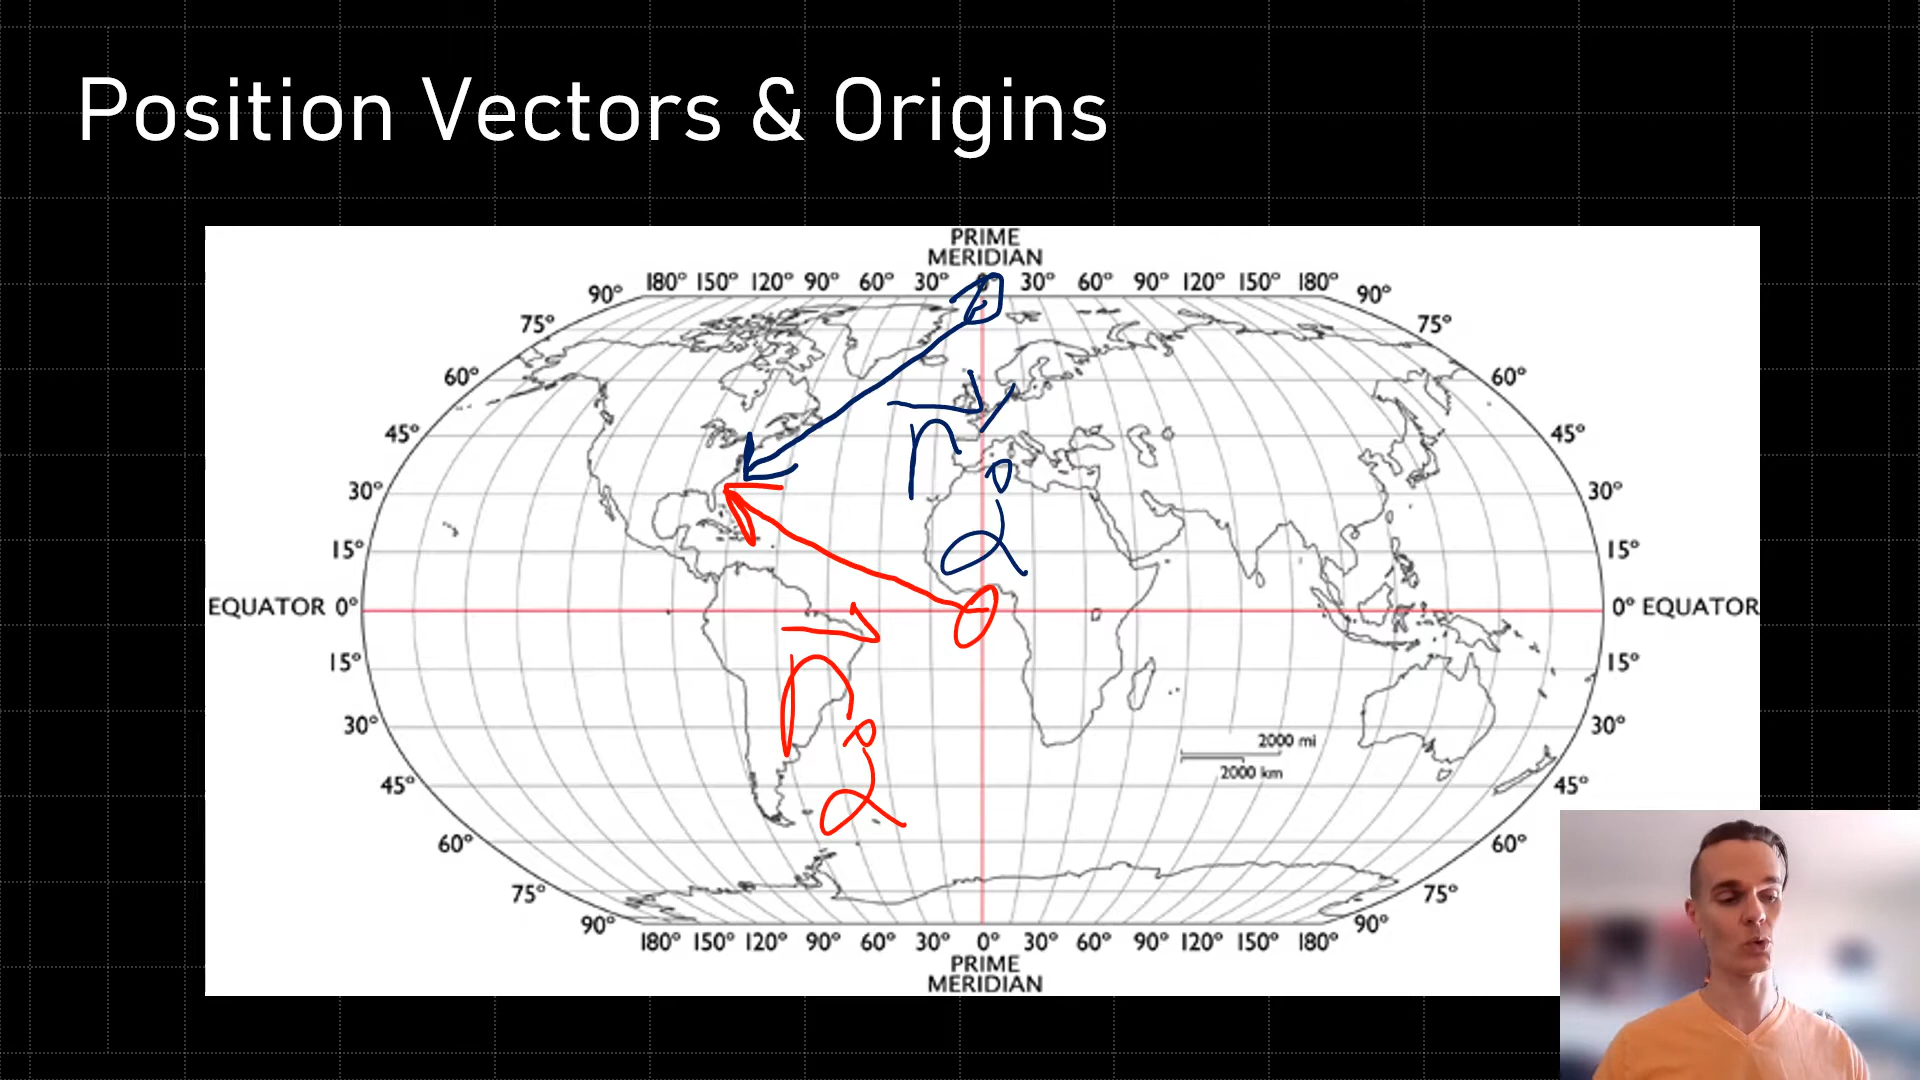 Position Vectors & Origins
PRIME
MERIDIAN
180° 150° 120° 90° 60° 30° 0° 30° 60° 90° 120° 150° 180°
90° 90°
75° 75°
60° 60°
45° 45°
30° 30°
15° 15°
EQUATOR 0° 0° EQUATOR
15° 15°
30° 30°
2000 mi
2000 km
45° 45°
60° 60°
75° 75°
90° 90°
180° 150° 120° 90° 60° 30° 0° 30° 60° 90° 120° 150° 180°
PRIME
MERIDIAN